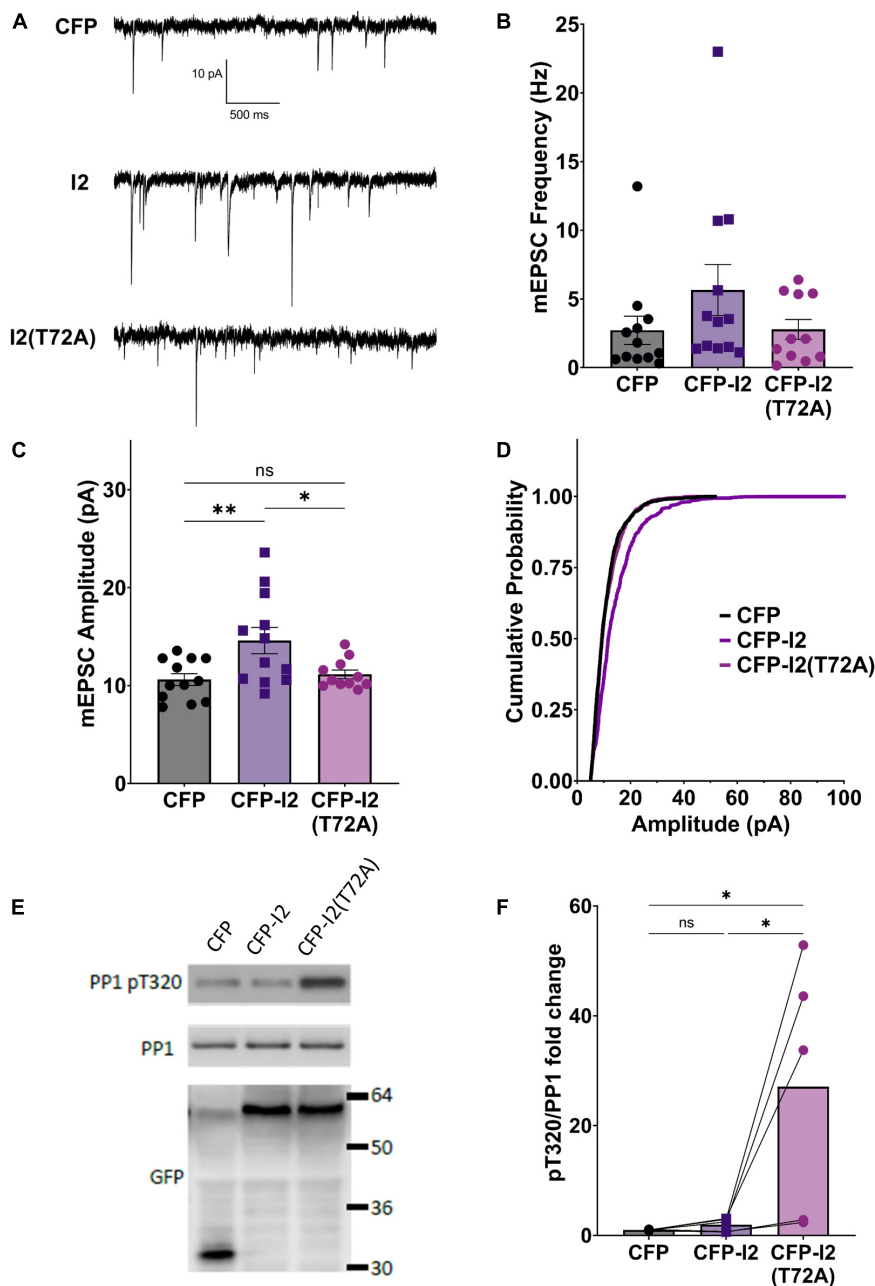 A
CFP
10 pA
500 ms
I2
I2(T72A)
B
mEPSC Frequency (Hz)
25
20
15
10
5
0
CFP
CFP-I2
CFP-I2
(T72A)
C
mEPSC Amplitude (pA)
30
20
10
0
ns
**
*
CFP
CFP-I2
CFP-I2
(T72A)
D
Cumulative Probability
1.00
0.75
0.50
0.25
0.00
CFP
CFP-I2
CFP-I2(T72A)
0
20
40
60
80
100
Amplitude (pA)
E
CFP
CFP-I2
CFP-I2(T72A)
PP1 pT320
PP1
GFP
64
50
36
30
F
pT320/PP1 fold change
60
40
20
0
*
ns
*
CFP
CFP-I2
CFP-I2
(T72A)